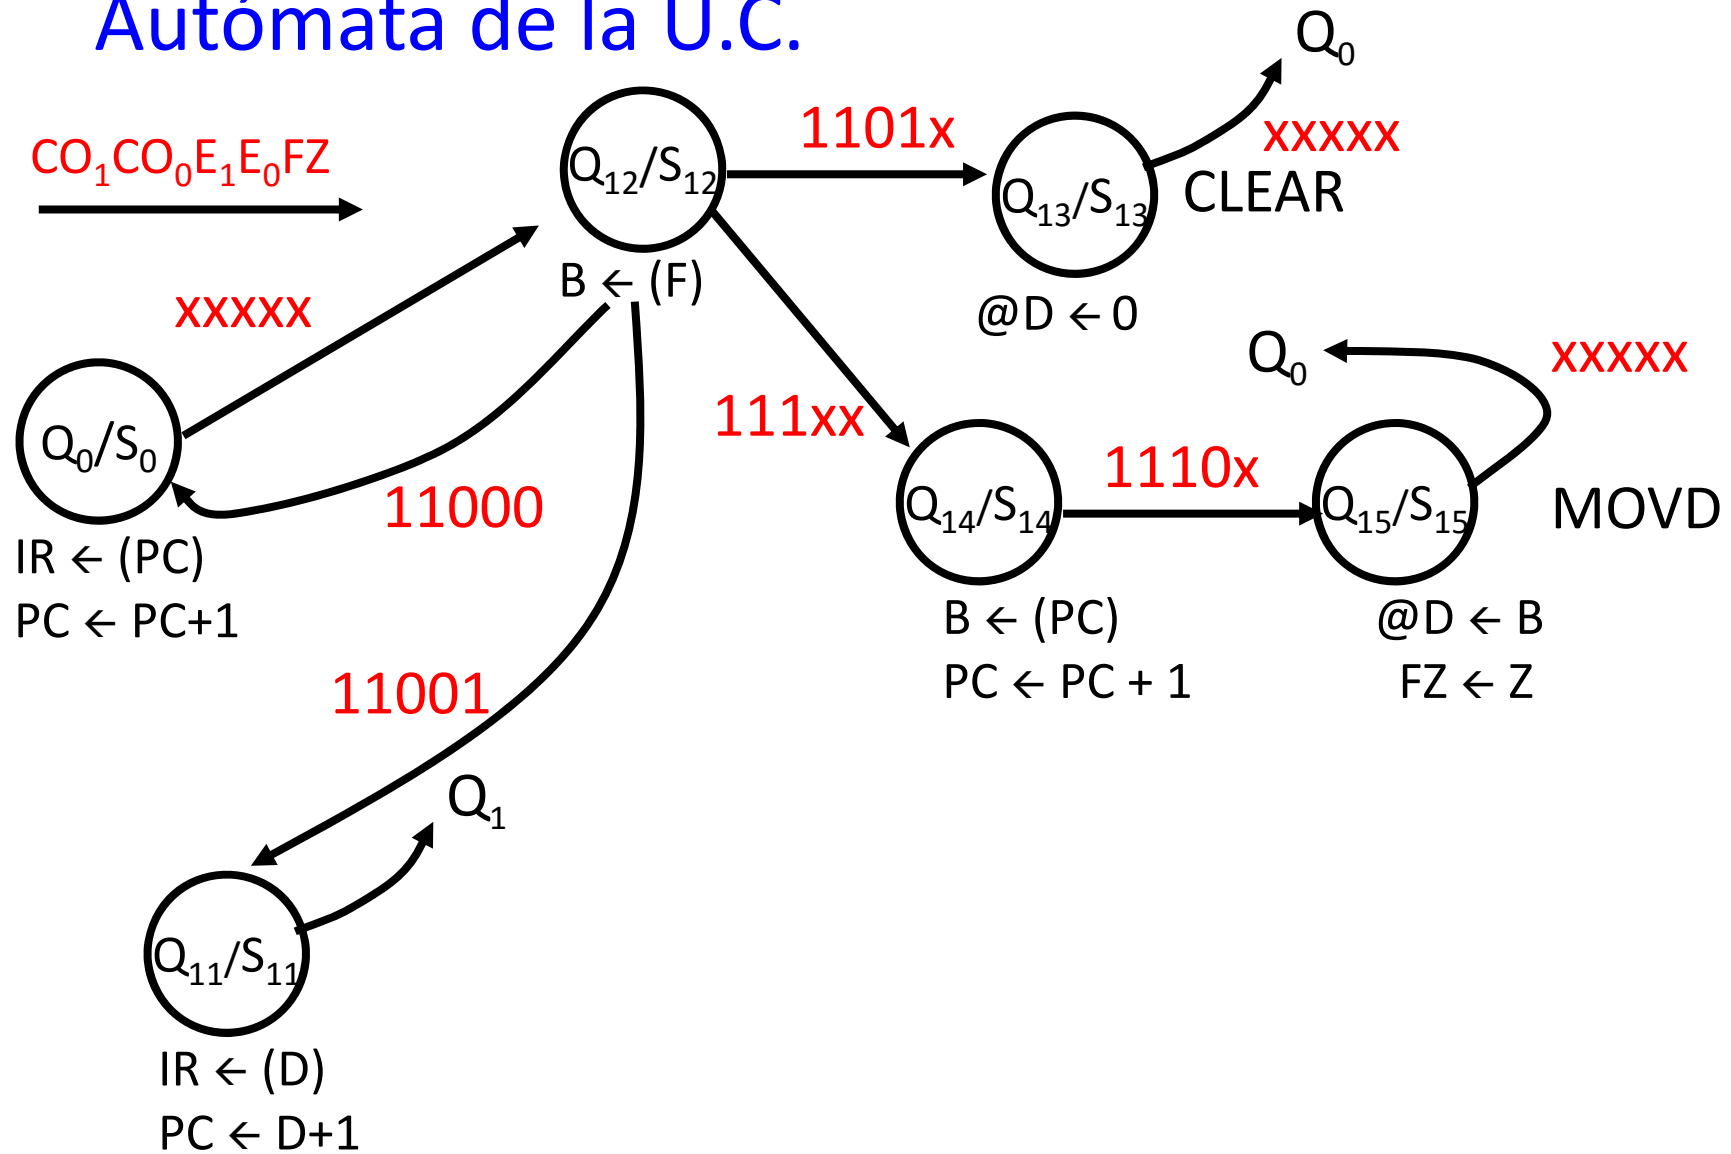 Autómata de la U.C.
Q₀
CO₁CO₀E₁E₀FZ
Q₁₂/S₁₂
1101x
xxxxx
Q₁₃/S₁₃
CLEAR
B ← (F)
@D ← 0
xxxxx
Q₀
xxxxx
Q₀/S₀
111xx
1110x
11000
Q₁₄/S₁₄
Q₁₅/S₁₅
MOVD
IR ← (PC)
PC ← PC+1
B ← (PC)
PC ← PC + 1
@D ← B
FZ ← Z
11001
Q₁
Q₁₁/S₁₁
IR ← (D)
PC ← D+1